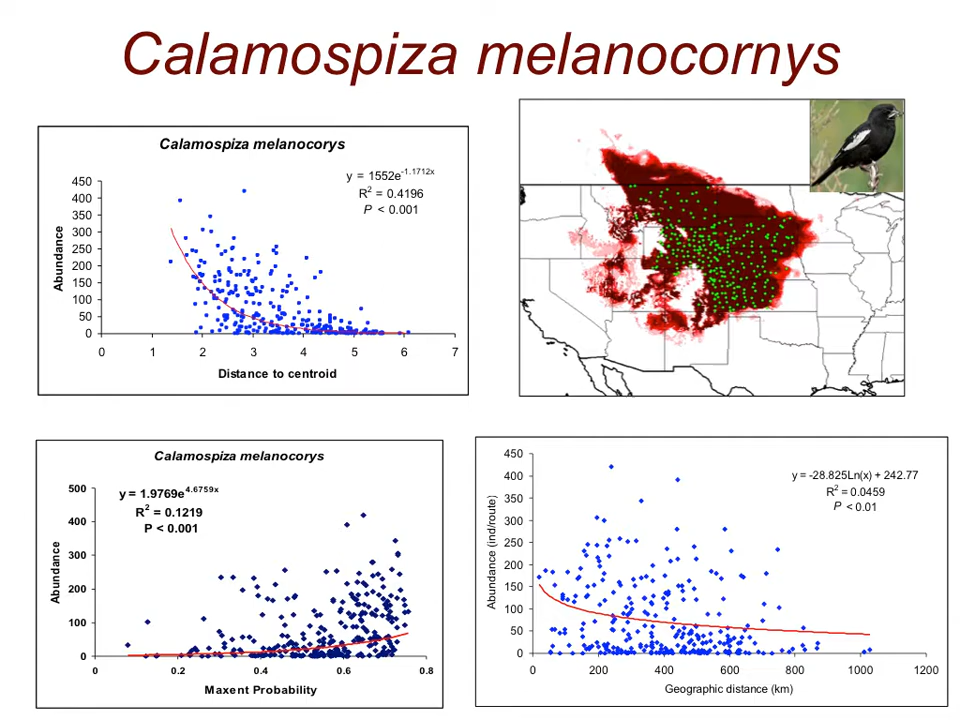 Calamospiza melanocornys
Calamospiza melanocorys
y = 1552e-1.1712x
R2 = 0.4196
P < 0.001
450
400
350
300
250
200
150
100
50
0
Abundance
0 1 2 3 4 5 6 7
Distance to centroid
Calamospiza melanocorys
y = 1.9769e4.6759x
R2 = 0.1219
P < 0.001
500
400
300
200
100
0
Abundance
0 0.2 0.4 0.6 0.8
Maxent Probability
y = -28.825Ln(x) + 242.77
R2 = 0.0459
P < 0.01
450
400
350
300
250
200
150
100
50
0
Abundance (ind/route)
0 200 400 600 800 1000 1200
Geographic distance (km)